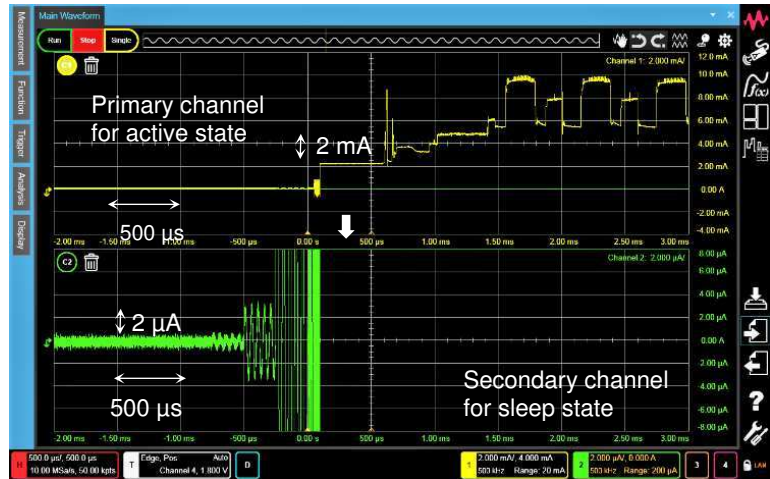 Main Waveform
Measurement
Function
Trigger
Analysis
Display
Run
Stop
Single
f(x)
C1
Channel 1: 2.000 mA/
12.0 mA
10.0 mA
8.00 mA
6.00 mA
4.00 mA
2.00 mA
0.00 A
-2.00 mA
-4.00 mA
Primary channel
for active state
2 mA
500 µs
-2.00 ms
-1.50 ms
-500 µs
0.00 s
500 µs
1.00 ms
1.50 ms
2.00 ms
2.50 ms
3.00 ms
C2
Channel 2: 2.000 µA/
8.00 µA
6.00 µA
4.00 µA
2.00 µA
0.00 A
-2.00 µA
-4.00 µA
-6.00 µA
-8.00 µA
2 µA
500 µs
Secondary channel
for sleep state
-2.00 ms
-1.50 ms
-1.00 ms
-500 µs
0.00 s
500 µs
1.00 ms
1.50 ms
2.00 ms
2.50 ms
3.00 ms
?
H
500.0 µs/, 500.0 µs
10.00 MSa/s, 50.00 kpts
T
Edge, Pos Auto
Channel 4, 1.800 V
D
1
2.000 mA/, 4.000 mA
500 kHz Range: 20 mA
2
2.000 µA/, 0.000 A
500 kHz Range: 200 µA
3
4
LAN